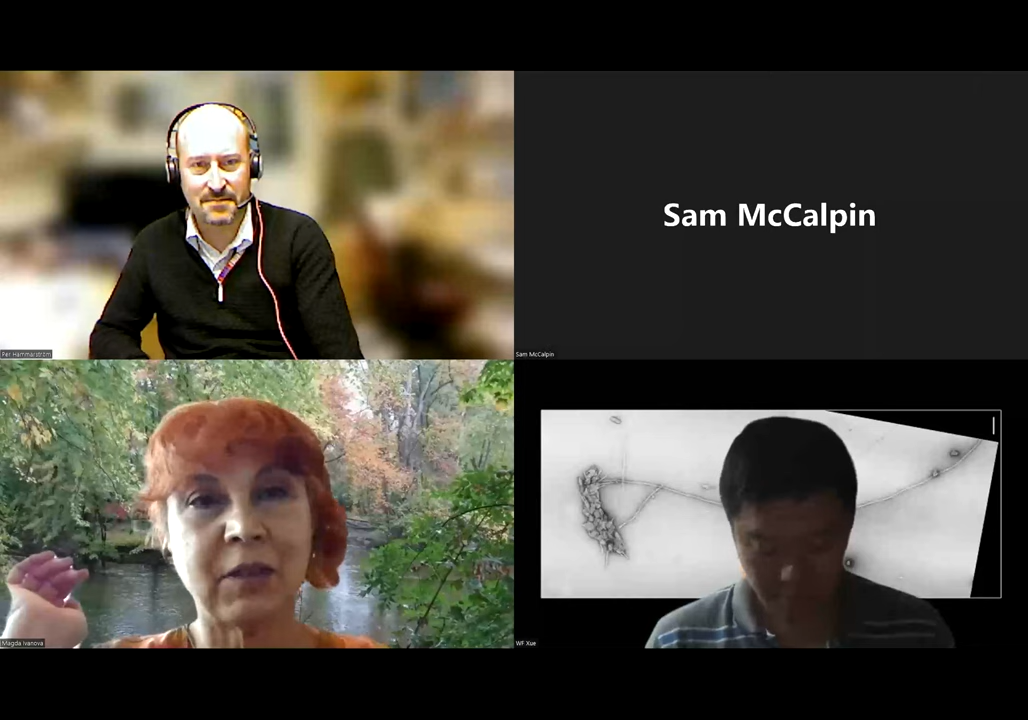 Sam McCalpin
Per Hammarström
Sam McCalpin
Magda Ivanova
WF Xue